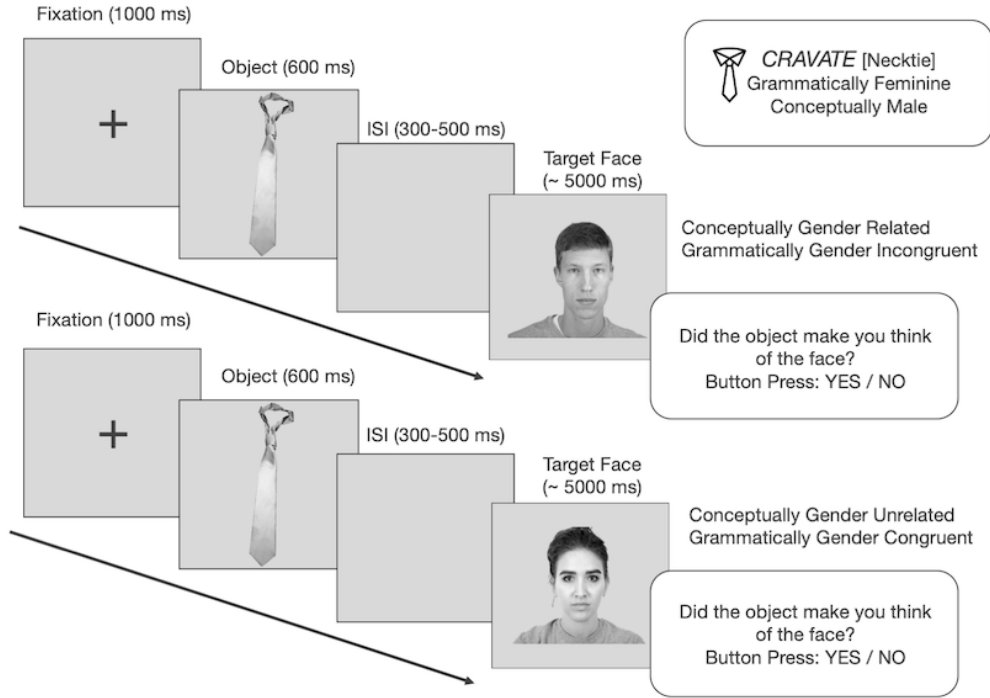 Fixation (1000 ms)
Object (600 ms)
ISI (300-500 ms)
Target Face
(~ 5000 ms)
CRAVATE [Necktie]
Grammatically Feminine
Conceptually Male
Conceptually Gender Related
Grammatically Gender Incongruent
Did the object make you think
of the face?
Button Press: YES / NO
Fixation (1000 ms)
Object (600 ms)
ISI (300-500 ms)
Target Face
(~ 5000 ms)
Conceptually Gender Unrelated
Grammatically Gender Congruent
Did the object make you think
of the face?
Button Press: YES / NO